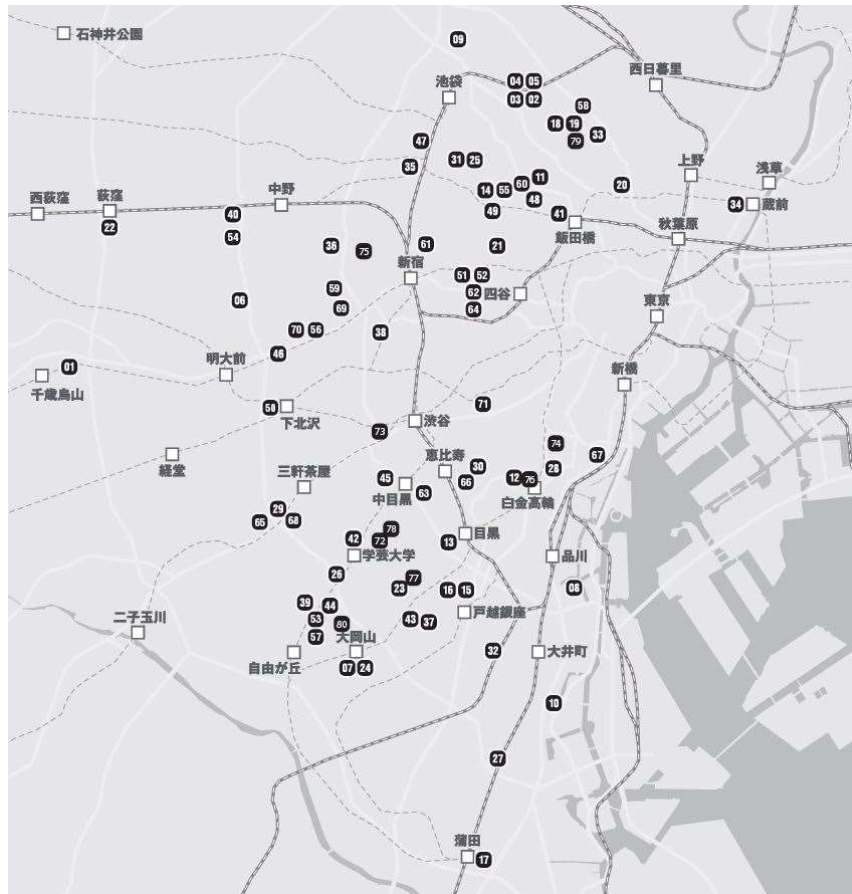 石神井公園
09
池袋
04 05
03 02
西日暮里
58
18 19
79
33
47
35
31 25
上野
浅草
西荻窪
荻窪
22
中野
40
54
14 55 60 11
48
49
20
34
蔵前
41
飯田橋
秋葉原
36 75
61
新宿
21
51 52
62
64
四谷
06
59
69
東京
70 56
38
46
01
千歳烏山
明大前
新橋
50
下北沢
71
渋谷
73
経堂
恵比寿
74
67
三軒茶屋
45
中目黒
63
30
66
12 76
28
白金高輪
29
65 68
42
78
72
学芸大学
13
目黒
品川
26
77
23
16 15
08
39 44
53
80
57
43 37
戸越銀座
二子玉川
自由が丘
大岡山
07 24
32
大井町
10
27
蒲田
17